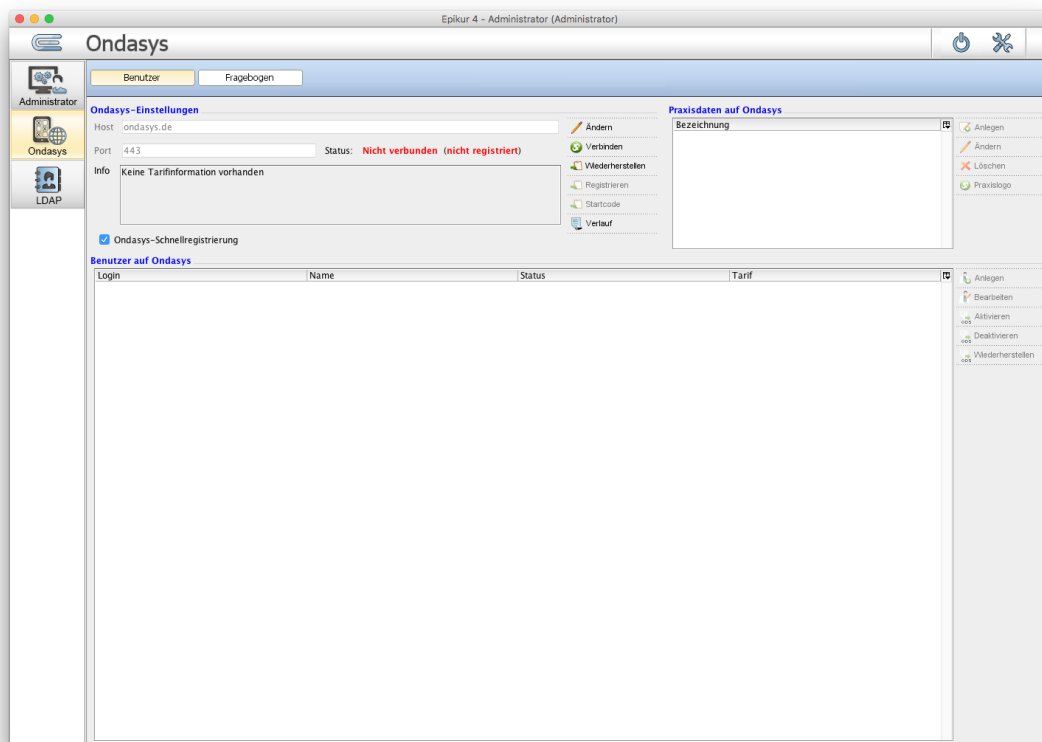 Epikur 4 - Administrator (Administrator)
Ondasys
Administrator
Ondasys
LDAP
Benutzer
Fragebogen
Ondasys-Einstellungen
Host ondasys.de
Port 443 Status: Nicht verbunden (nicht registriert)
Info Keine Tarifinformation vorhanden
Ändern
Verbinden
Wiederherstellen
Registrieren
Startcode
Verlauf
Ondasys-Schnellregistrierung
Praxisdaten auf Ondasys
Bezeichnung
Anlegen
Ändern
Löschen
Praxislogo
Benutzer auf Ondasys
Login Name Status Tarif
Anlegen
Bearbeiten
Aktivieren
Deaktivieren
Wiederherstellen